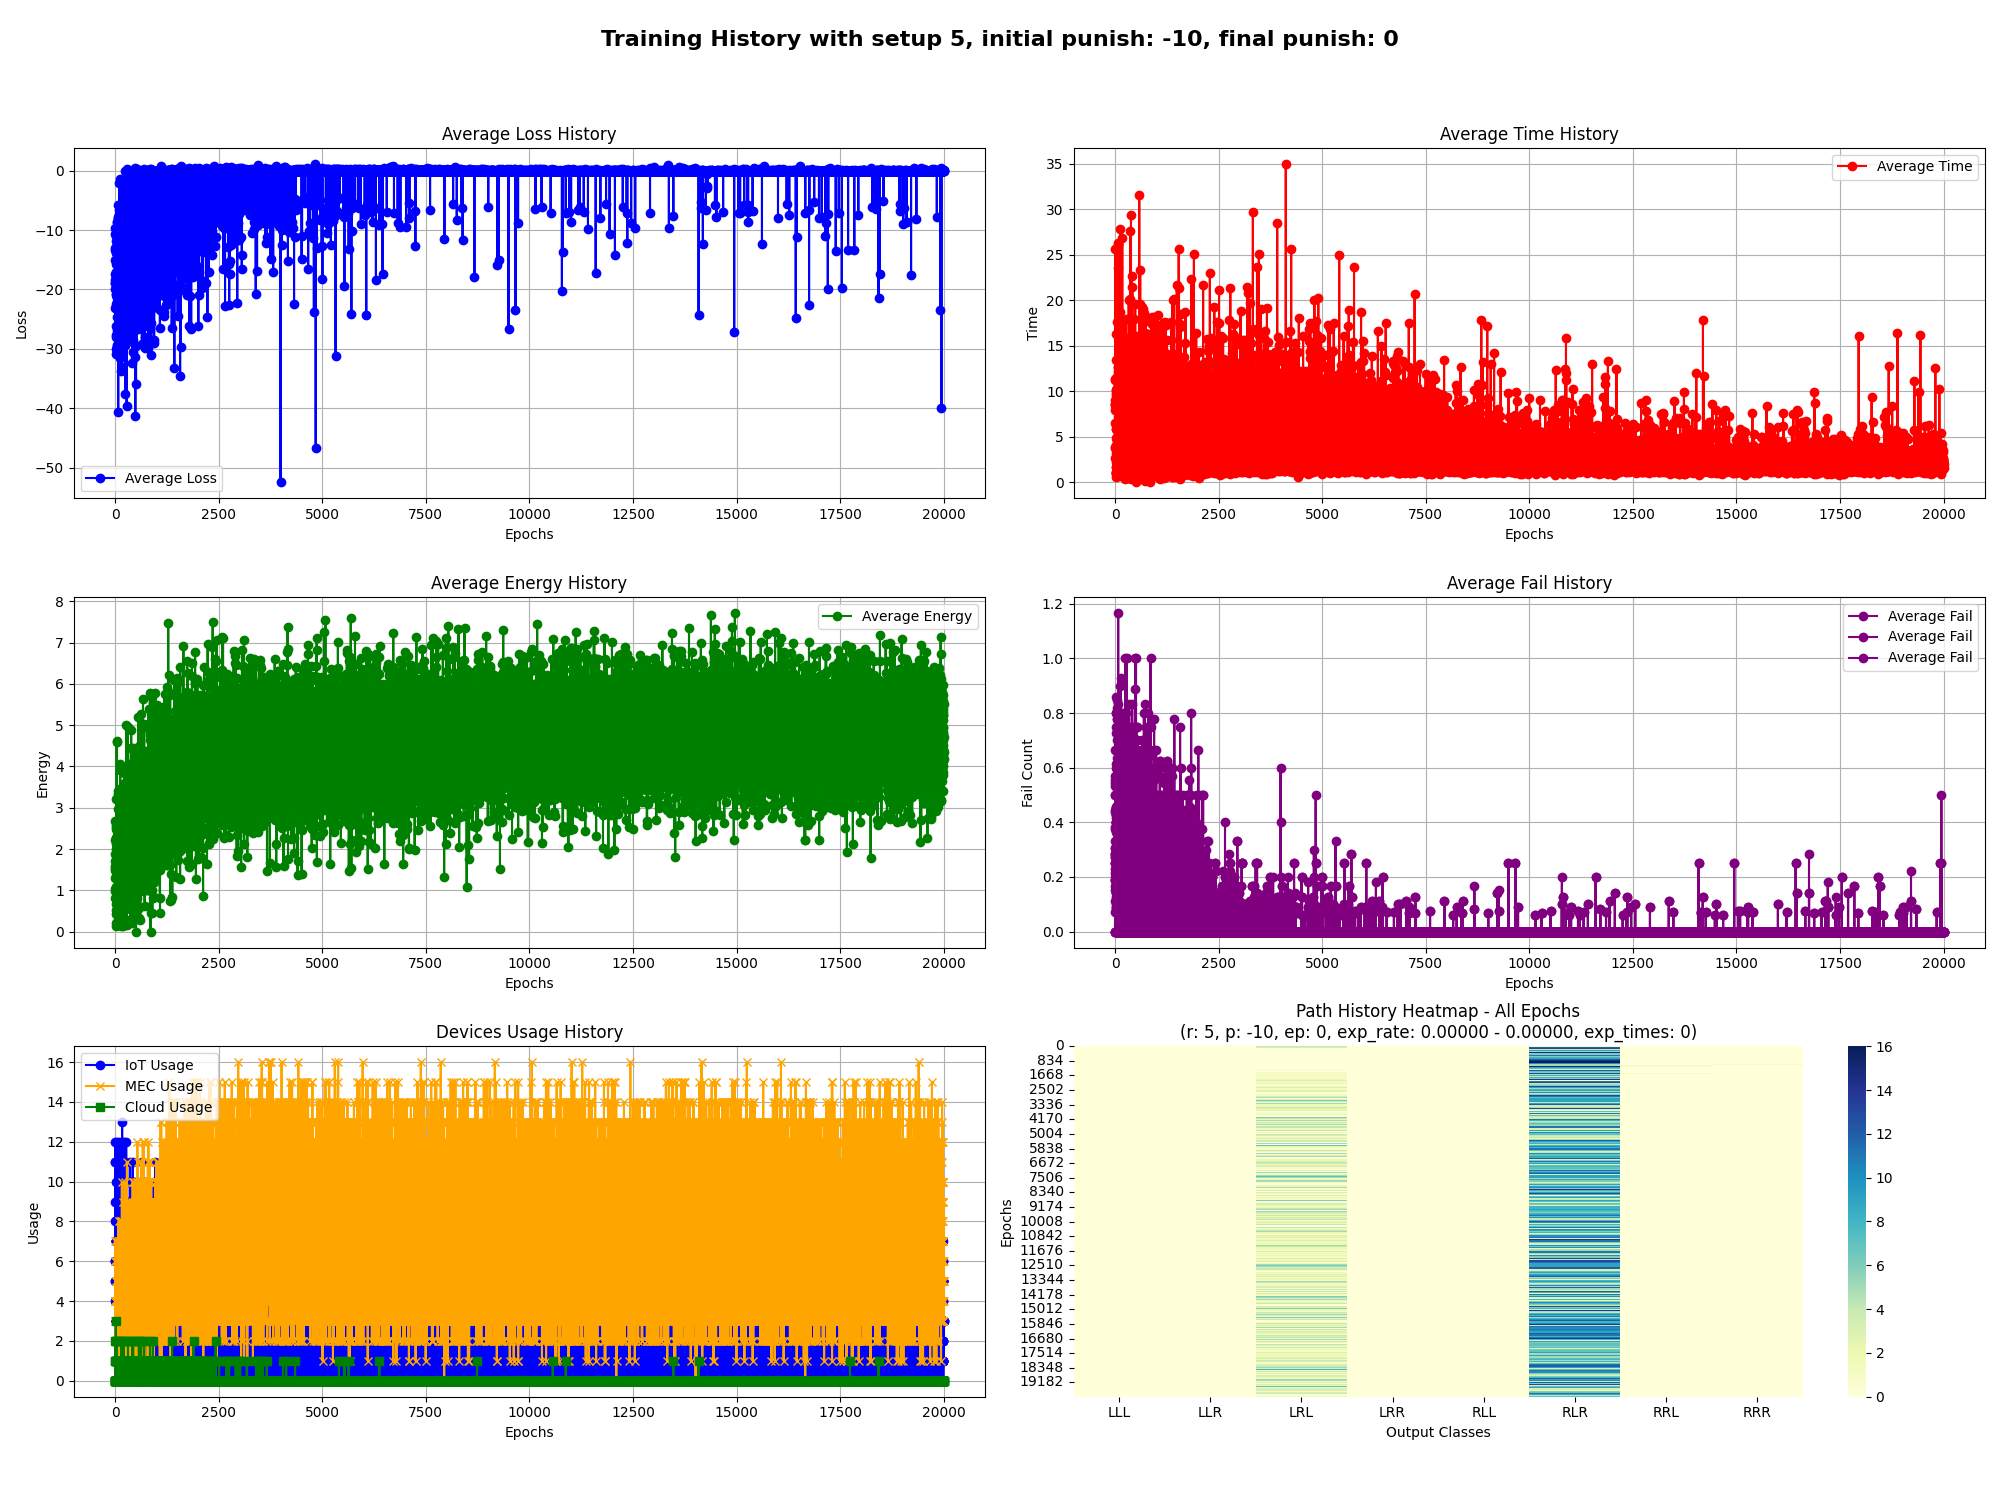 Training History with setup 5, initial punish: -10, final punish: 0
Average Loss History
0
−10
−20
−30
−40
−50
Loss
Average Loss
0 2500 5000 7500 10000 12500 15000 17500 20000
Epochs
Average Time History
35
30
25
20
15
10
5
0
Time
Average Time
0 2500 5000 7500 10000 12500 15000 17500 20000
Epochs
Average Energy History
8
7
6
5
4
3
2
1
0
Energy
Average Energy
0 2500 5000 7500 10000 12500 15000 17500 20000
Epochs
Average Fail History
1.2
1.0
0.8
0.6
0.4
0.2
0.0
Fail Count
Average Fail
Average Fail
Average Fail
0 2500 5000 7500 10000 12500 15000 17500 20000
Epochs
Devices Usage History
16
14
12
10
8
6
4
2
0
Usage
IoT Usage
MEC Usage
Cloud Usage
0 2500 5000 7500 10000 12500 15000 17500 20000
Epochs
Path History Heatmap - All Epochs
(r: 5, p: -10, ep: 0, exp_rate: 0.00000 - 0.00000, exp_times: 0)
0
834
1668
2502
3336
4170
5004
5838
6672
7506
8340
9174
10008
10842
11676
12510
13344
14178
15012
15846
16680
17514
18348
19182
Epochs
LLL LLR LRL LRR RLL RLR RRL RRR
Output Classes
16
14
12
10
8
6
4
2
0